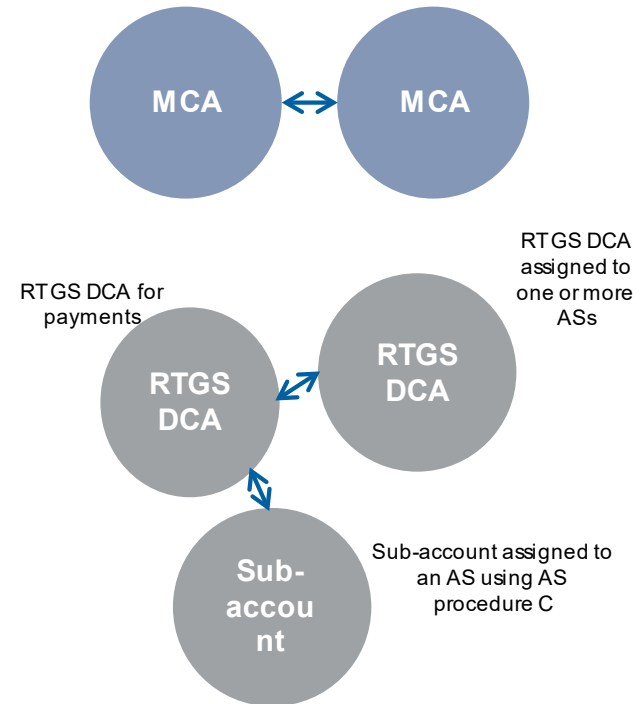 MCA
MCA
RTGS DCA
assigned to
one or more
ASs
RTGS DCA for
payments
RTGS
DCA
RTGS
DCA
Sub-account assigned to
an AS using AS
procedure C
Sub-
accou
nt